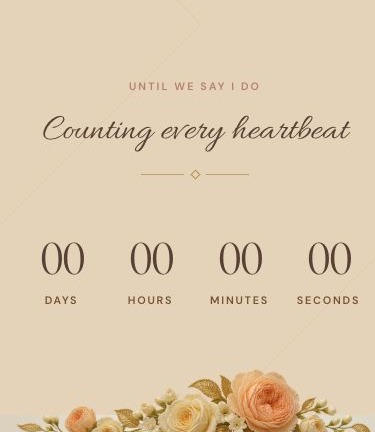 UNTIL WE SAY I DO
Counting every heartbeat
00 00 00 00
DAYS HOURS MINUTES SECONDS